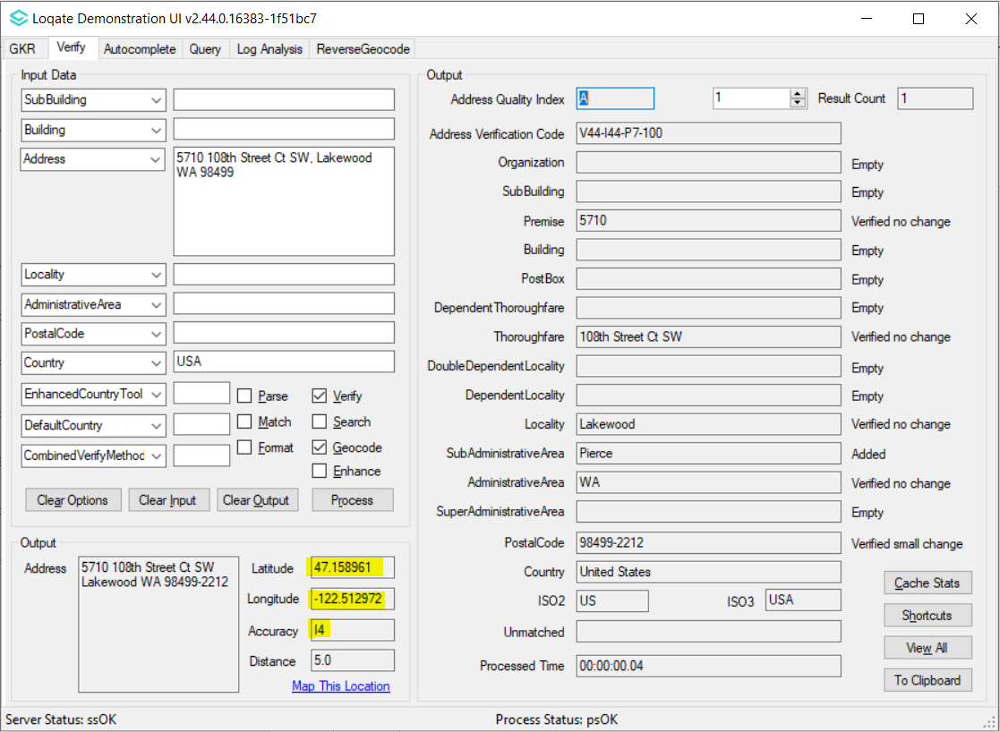 Loqate Demonstration UI v2.44.0.16383-1f51bc7
GKR Verify Autocomplete Query Log Analysis ReverseGeocode
Input Data
SubBuilding
Building
Address 5710 108th Street Ct SW, Lakewood
WA 98499
Locality
AdministrativeArea
PostalCode
Country USA
EnhancedCountryTool Parse Verify
DefaultCountry Match Search
CombinedVerifyMethod Format Geocode
Enhance
Clear Options Clear Input Clear Output Process
Output
Address 5710 108th Street Ct SW
Lakewood WA 98499-2212
Latitude 47.158961
Longitude -122.512972
Accuracy I4
Distance 5.0
Map This Location
Output
Address Quality Index A 1 Result Count 1
Address Verification Code V44-I44-P7-100
Organization Empty
SubBuilding Empty
Premise 5710 Verified no change
Building Empty
PostBox Empty
DependentThoroughfare Empty
Thoroughfare 108th Street Ct SW Verified no change
DoubleDependentLocality Empty
DependentLocality Empty
Locality Lakewood Verified no change
SubAdministrativeArea Pierce Added
AdministrativeArea WA Verified no change
SuperAdministrativeArea Empty
PostalCode 98499-2212 Verified small change
Country United States
ISO2 US ISO3 USA
Unmatched
Processed Time 00:00:00.04
Cache Stats
Shortcuts
View All
To Clipboard
Server Status: ssOK Process Status: psOK